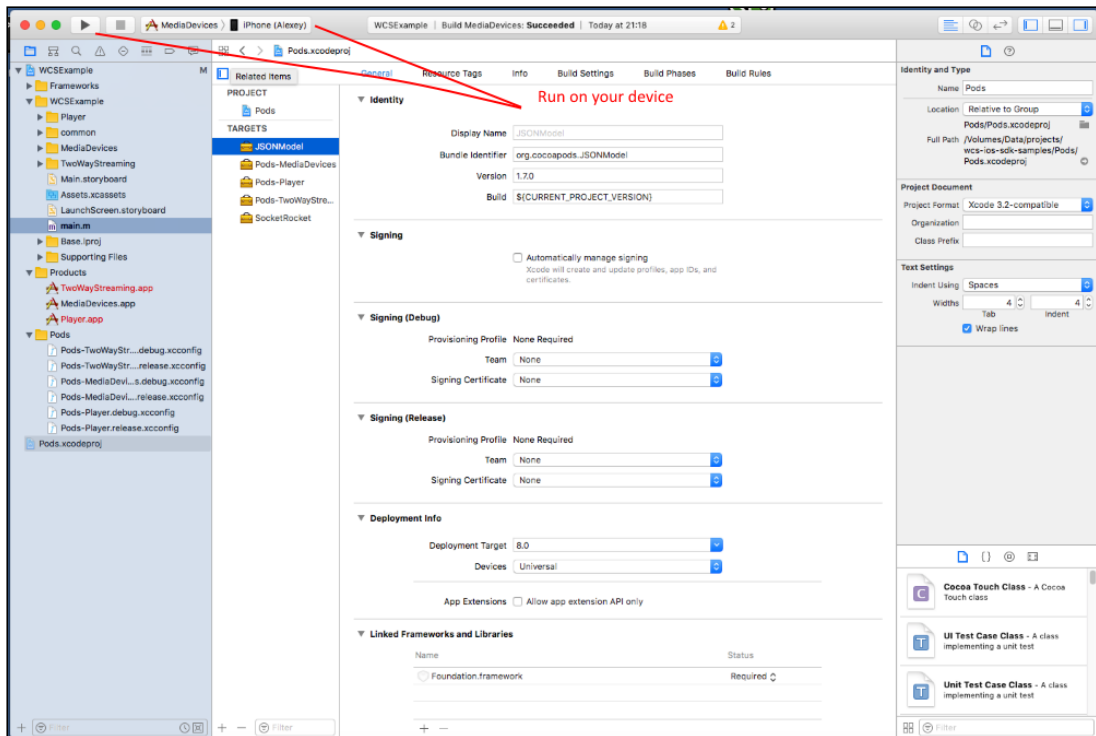 MediaDevices
iPhone (Alexey)
WCSExample | Build MediaDevices: Succeeded | Today at 21:18
2
Pods.xcodeproj
WCSExample
M
Frameworks
WCSExample
Player
common
MediaDevices
TwoWayStreaming
Main.storyboard
Assets.xcassets
LaunchScreen.storyboard
main.m
Base.lproj
Supporting Files
Products
TwoWayStreaming.app
MediaDevices.app
Player.app
Pods
Pods-TwoWayStr....debug.xcconfig
Pods-TwoWayStr....release.xcconfig
Pods-MediaDevi...s.debug.xcconfig
Pods-MediaDevi....release.xcconfig
Pods-Player.debug.xcconfig
Pods-Player.release.xcconfig
Pods.xcodeproj
Filter
Related Items
PROJECT
Pods
TARGETS
JSONModel
Pods-MediaDevices
Pods-Player
Pods-TwoWayStre...
SocketRocket
Filter
General
Resource Tags
Info
Build Settings
Build Phases
Build Rules
Run on your device
Identity
Display Name JSONModel
Bundle Identifier org.cocoapods.JSONModel
Version 1.7.0
Build ${CURRENT_PROJECT_VERSION}
Signing
Automatically manage signing
Xcode will create and update profiles, app IDs, and
certificates.
Signing (Debug)
Provisioning Profile None Required
Team None
Signing Certificate None
Signing (Release)
Provisioning Profile None Required
Team None
Signing Certificate None
Deployment Info
Deployment Target 8.0
Devices Universal
App Extensions Allow app extension API only
Linked Frameworks and Libraries
Name Status
Foundation.framework Required
Identity and Type
Name Pods
Location Relative to Group
Pods/Pods.xcodeproj
Full Path /Volumes/Data/projects/
wcs-ios-sdk-samples/Pods/
Pods.xcodeproj
Project Document
Project Format Xcode 3.2-compatible
Organization
Class Prefix
Text Settings
Indent Using Spaces
Widths 4 4
Tab Indent
Wrap lines
Cocoa Touch Class - A Cocoa
Touch class
UI Test Case Class - A class
implementing a unit test
Unit Test Case Class - A class
implementing a unit test
Filter